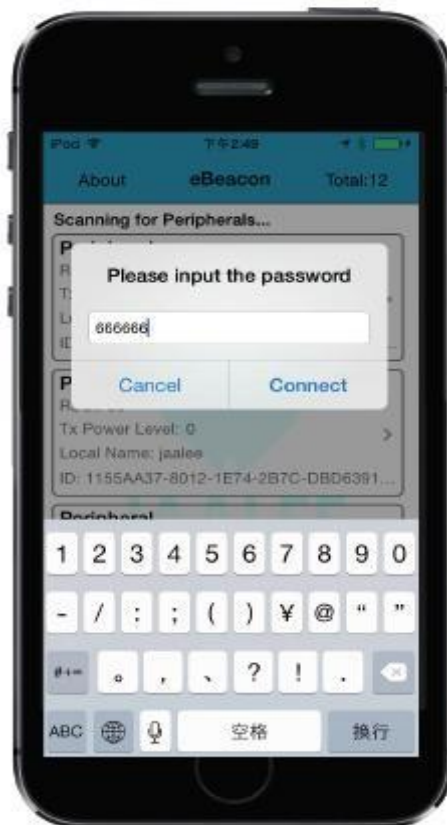 iPod 下午2:49
About eBeacon Total:12
Scanning for Peripherals...
Please input the password
666666
Cancel Connect
Tx Power Level: 0
Local Name: jaalee
ID: 1155AA37-8012-1E74-2B7C-DBD6391...
Peripheral
1 2 3 4 5 6 7 8 9 0
- / : ; ( ) ¥ @ “ ”
#+= 。 , 、 ? ! .
ABC 空格 换行